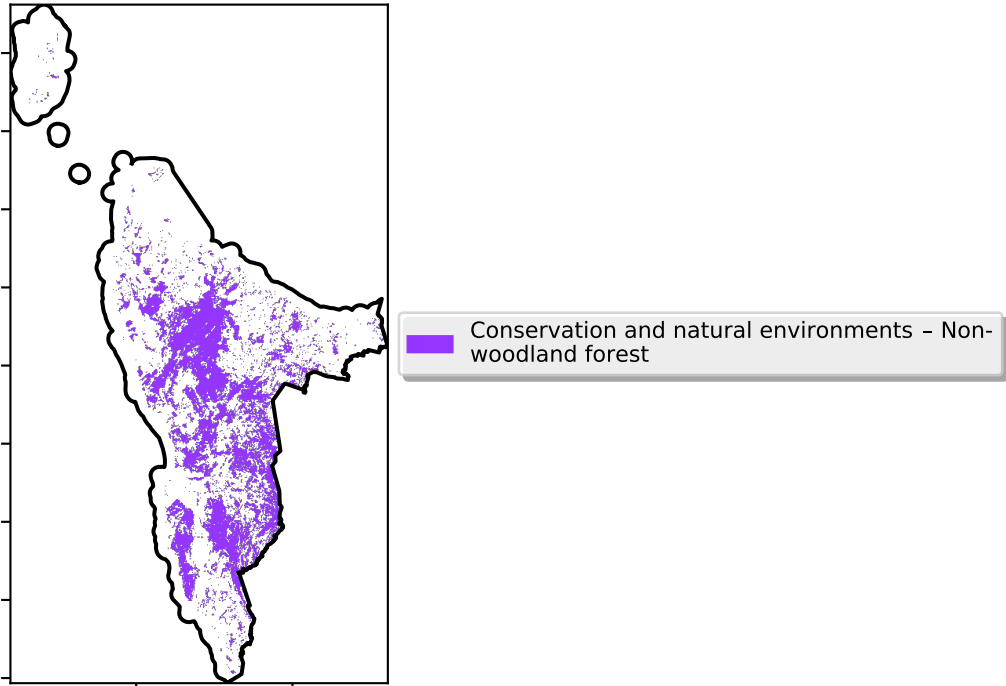 Conservation and natural environments – Non-
woodland forest